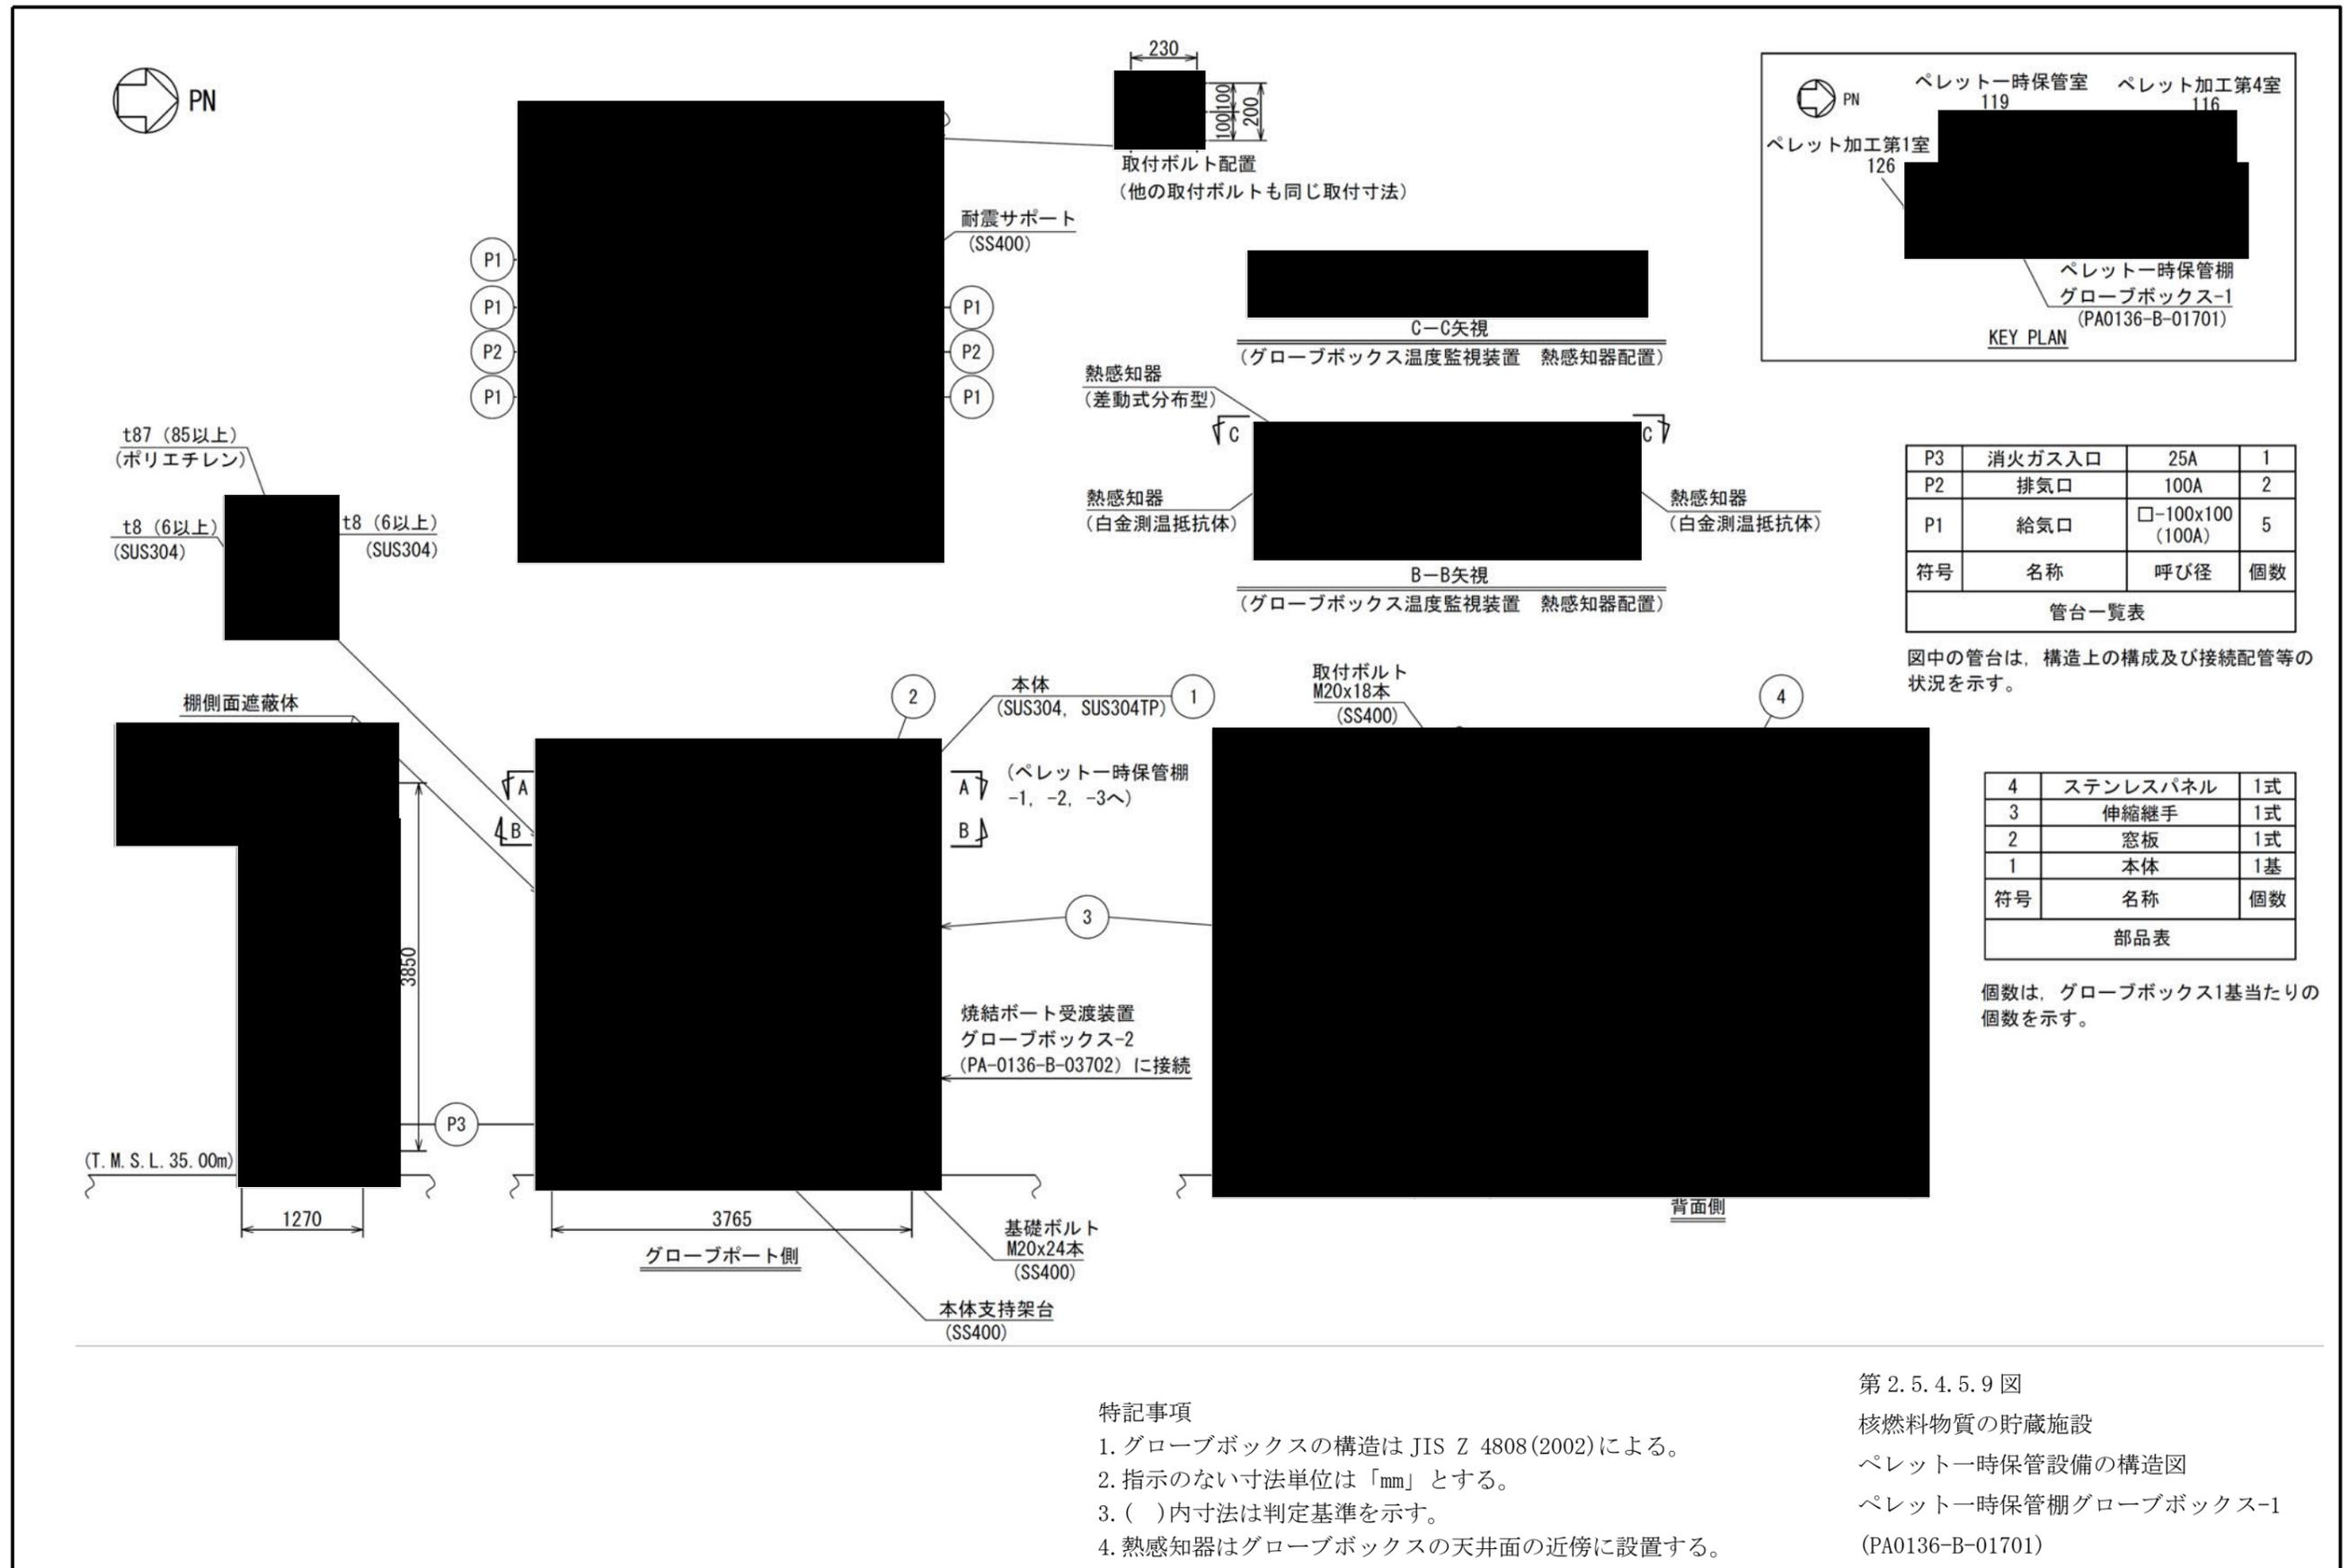 PN
230
100
100
200
取付ボルト配置
(他の取付ボルトも同じ取付寸法)
耐震サポート
(SS400)
P1
P1
P2
P1
P1
P2
P1
C－C矢視
(グローブボックス温度監視装置　熱感知器配置)
熱感知器
(差動式分布型)
C
C
熱感知器
(白金測温抵抗体)
熱感知器
(白金測温抵抗体)
B－B矢視
(グローブボックス温度監視装置　熱感知器配置)
PN
ペレット一時保管室
119
ペレット加工第4室
116
ペレット加工第1室
126
ペレット一時保管棚
グローブボックス-1
(PA0136-B-01701)
KEY PLAN
P3 消火ガス入口 25A 1
P2 排気口 100A 2
P1 給気口 □-100x100 (100A) 5
符号 名称 呼び径 個数
管台一覧表
図中の管台は，構造上の構成及び接続配管等の
状況を示す。
t87 (85以上)
(ポリエチレン)
t8 (6以上)
(SUS304)
t8 (6以上)
(SUS304)
棚側面遮蔽体
3850
P3
(T.M.S.L.35.00m)
1270
2
本体
(SUS304, SUS304TP)
1
A
A
B
B
(ペレット一時保管棚
-1, -2, -3へ)
3
焼結ボート受渡装置
グローブボックス-2
(PA-0136-B-03702) に接続
3765
グローブポート側
基礎ボルト
M20x24本
(SS400)
本体支持架台
(SS400)
取付ボルト
M20x18本
(SS400)
4
背面側
4 ステンレスパネル 1式
3 伸縮継手 1式
2 窓板 1式
1 本体 1基
符号 名称 個数
部品表
個数は，グローブボックス1基当たりの
個数を示す。
特記事項
1.グローブボックスの構造は JIS Z 4808(2002)による。
2.指示のない寸法単位は「mm」とする。
3.(　)内寸法は判定基準を示す。
4.熱感知器はグローブボックスの天井面の近傍に設置する。
第 2.5.4.5.9 図
核燃料物質の貯蔵施設
ペレット一時保管設備の構造図
ペレット一時保管棚グローブボックス-1
(PA0136-B-01701)